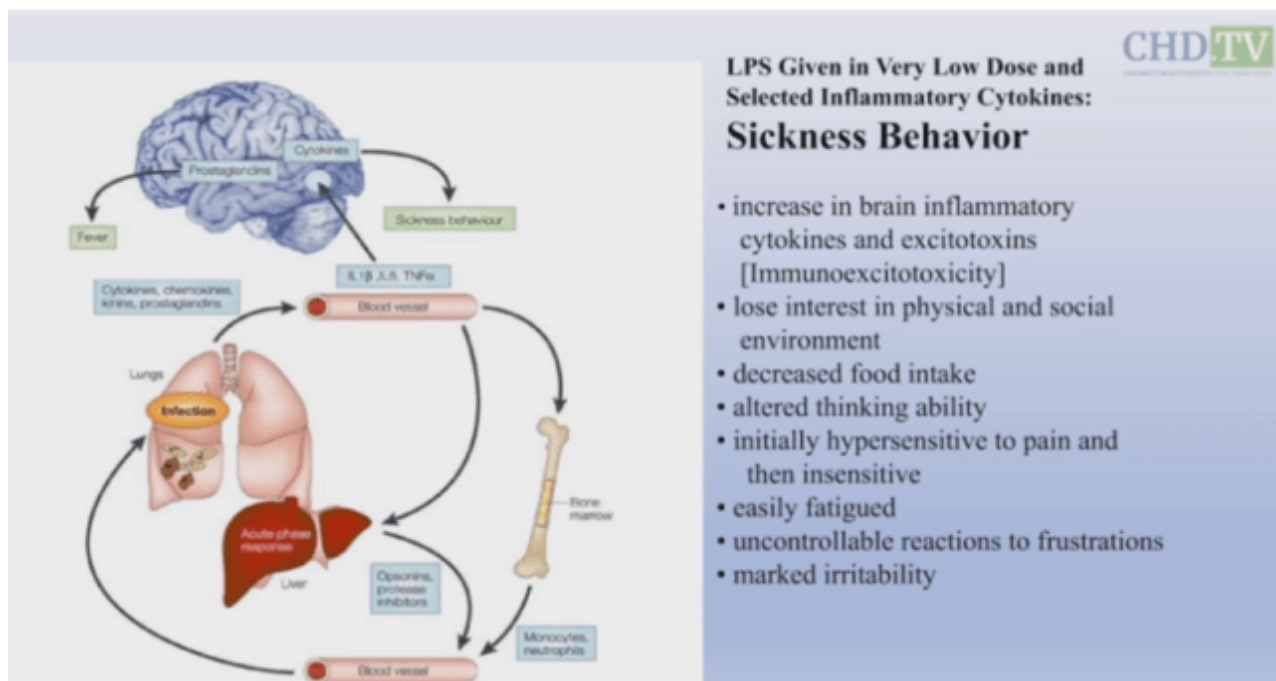 CHD.TV
LPS Given in Very Low Dose and
Selected Inflammatory Cytokines:
Sickness Behavior
• increase in brain inflammatory
cytokines and excitotoxins
[Immunoexcitotoxicity]
• lose interest in physical and social
environment
• decreased food intake
• altered thinking ability
• initially hypersensitive to pain and
then insensitive
• easily fatigued
• uncontrollable reactions to frustrations
• marked irritability
Cytokines
Prostaglandins
Fever
Sickness behaviour
IL1β ,IL6, TNFα
Cytokines, chemokines,
kinins, prostaglandins
Blood vessel
Lungs
Infection
Bone
marrow
Acute-phase
response
Liver
Opsonins,
protease
inhibitors
Monocytes,
neutrophils
Blood vessel